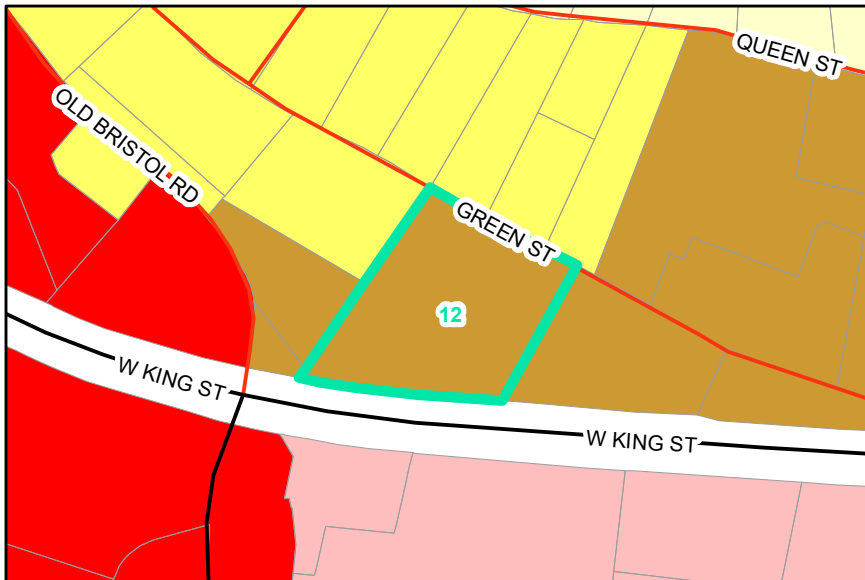 QUEEN ST
OLD BRISTOL RD
GREEN ST
12
W KING ST
W KING ST